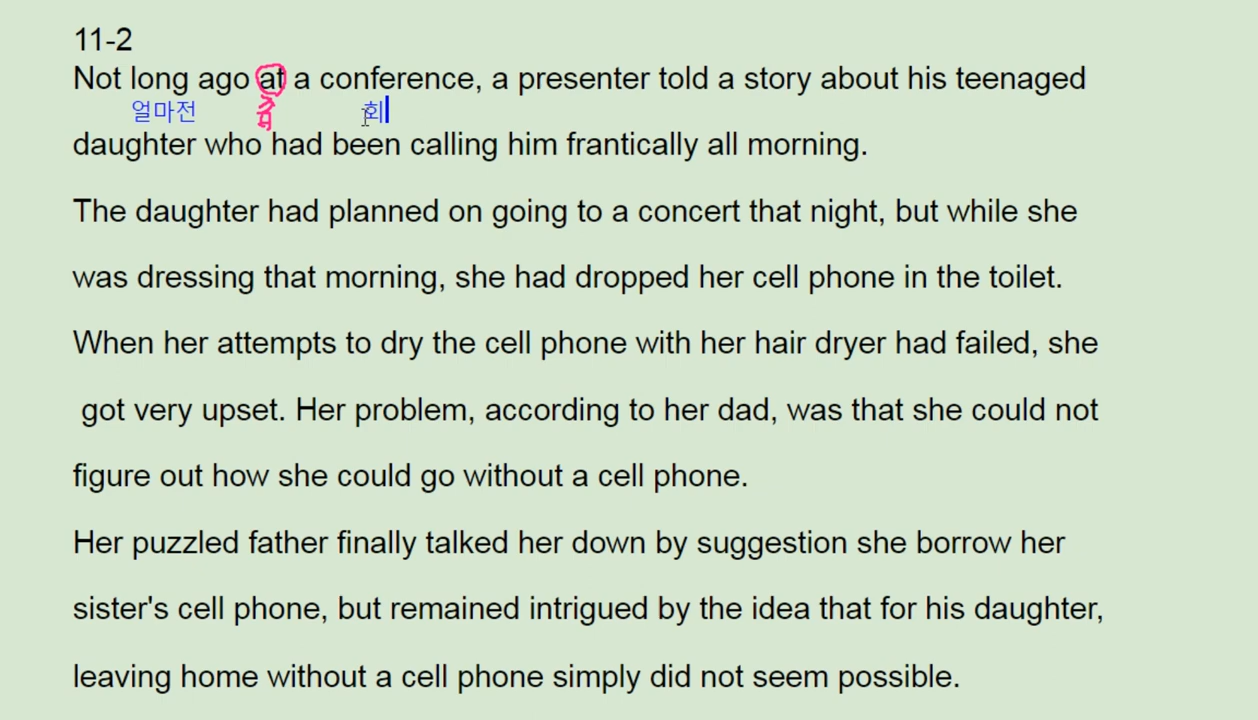 11-2
Not long ago at a conference, a presenter told a story about his teenaged
얼마전 회
daughter who had been calling him frantically all morning.
The daughter had planned on going to a concert that night, but while she
was dressing that morning, she had dropped her cell phone in the toilet.
When her attempts to dry the cell phone with her hair dryer had failed, she
got very upset. Her problem, according to her dad, was that she could not
figure out how she could go without a cell phone.
Her puzzled father finally talked her down by suggestion she borrow her
sister's cell phone, but remained intrigued by the idea that for his daughter,
leaving home without a cell phone simply did not seem possible.